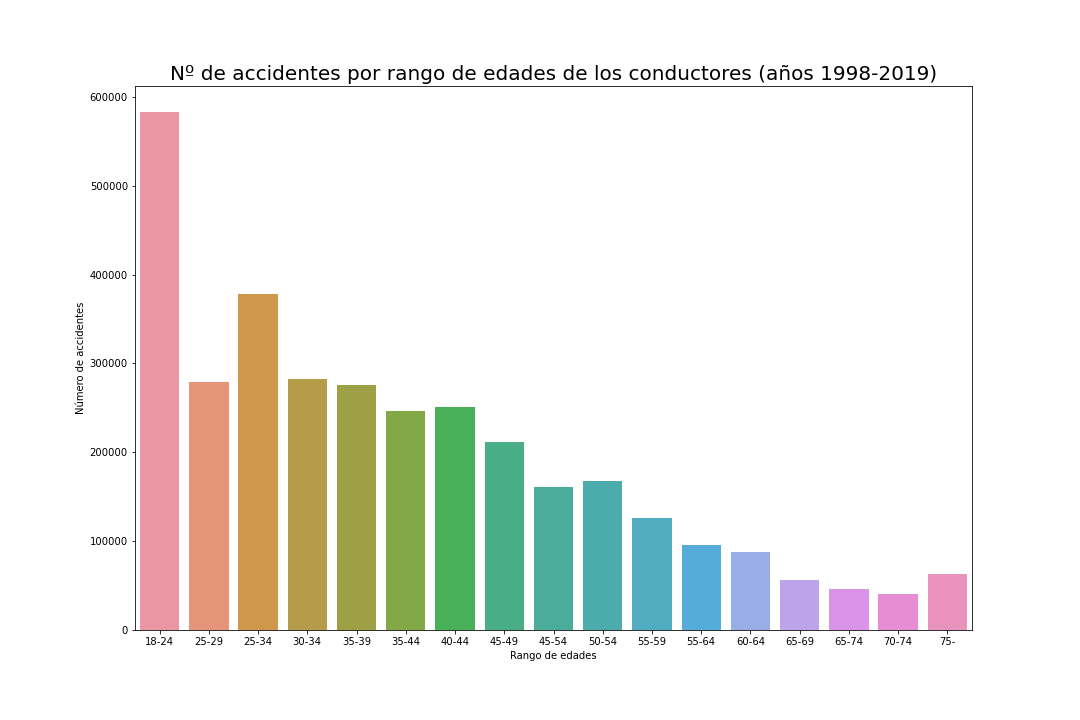 Nº de accidentes por rango de edades de los conductores (años 1998-2019)
600000
500000
400000
300000
200000
100000
0
Número de accidentes
18-24 25-29 25-34 30-34 35-39 35-44 40-44 45-49 45-54 50-54 55-59 55-64 60-64 65-69 65-74 70-74 75-
Rango de edades